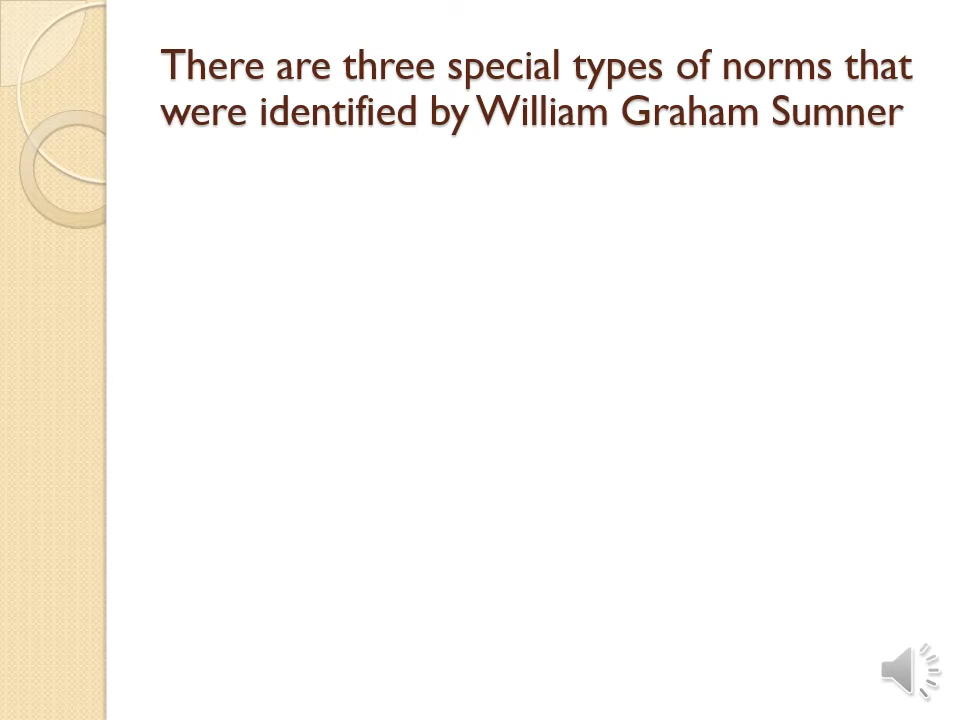 There are three special types of norms that
were identified by William Graham Sumner